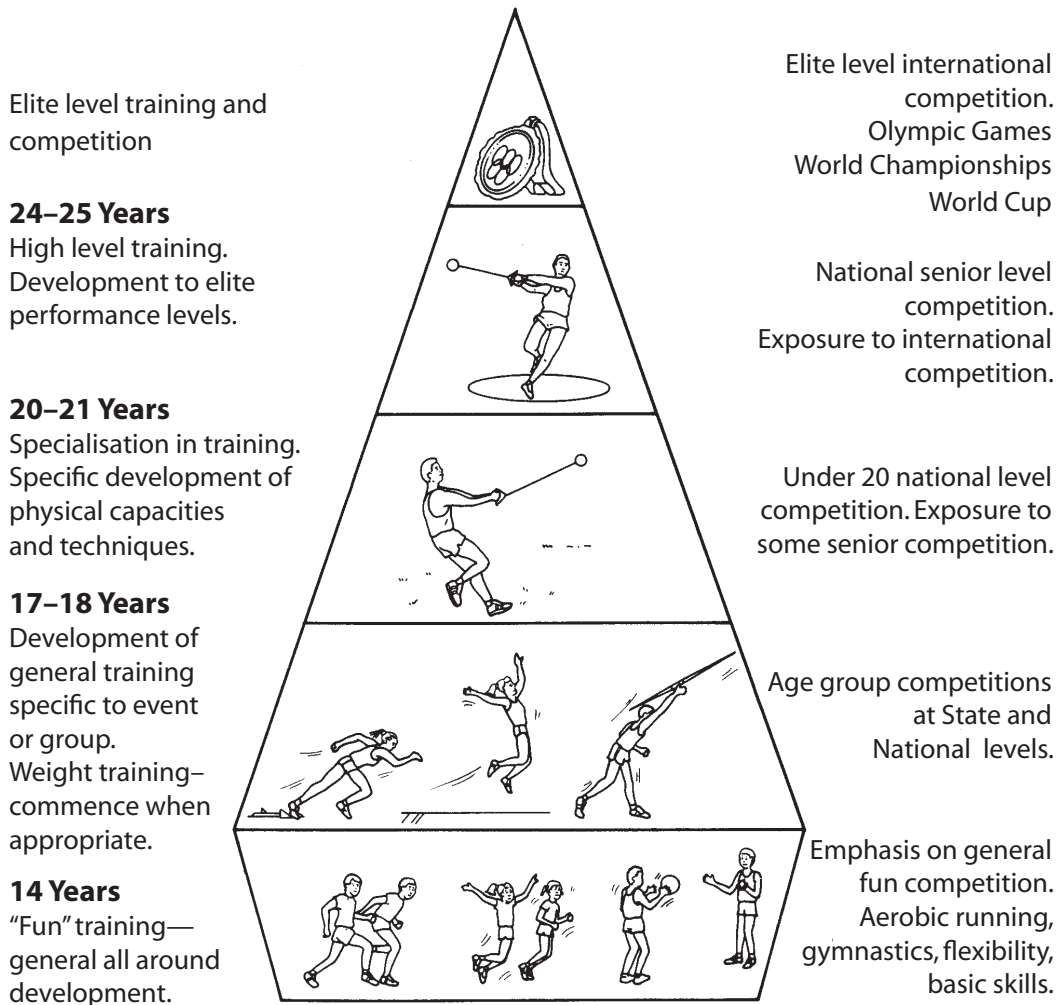 Elite level training and
competition
Elite level international
competition.
Olympic Games
World Championships
World Cup
24–25 Years
High level training.
Development to elite
performance levels.
National senior level
competition.
Exposure to international
competition.
20–21 Years
Specialisation in training.
Specific development of
physical capacities
and techniques.
Under 20 national level
competition. Exposure to
some senior competition.
17–18 Years
Development of
general training
specific to event
or group.
Weight training–
commence when
appropriate.
Age group competitions
at State and
National levels.
14 Years
“Fun” training—
general all around
development.
Emphasis on general
fun competition.
Aerobic running,
gymnastics, flexibility,
basic skills.